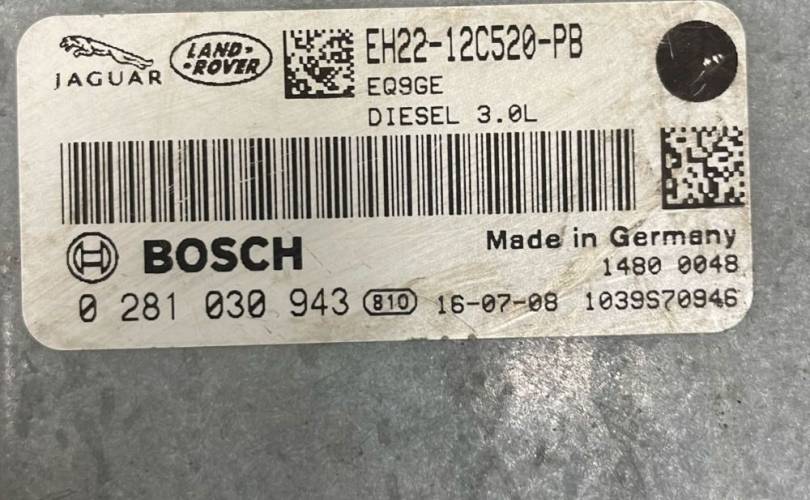 JAGUAR
LAND-
ROVER
EH22-12C520-PB
EQ9GE
DIESEL 3.0L
BOSCH
Made in Germany
1480 0048
0 281 030 943 810 16-07-08 1039S70946